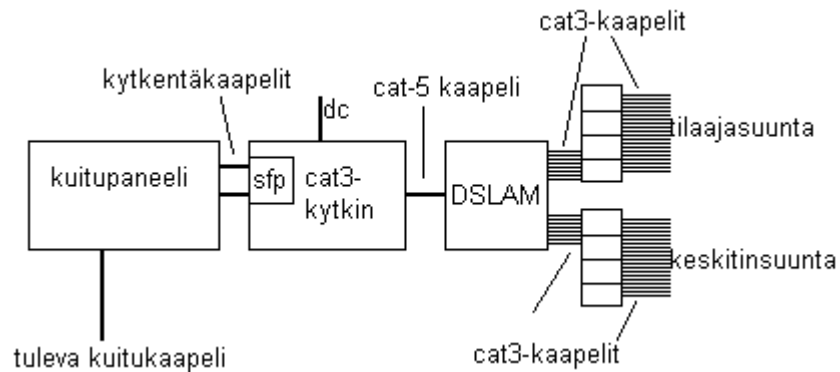 cat3-kaapelit
kytkentäkaapelit
cat-5 kaapeli
dc
tilaajasuunta
kuitupaneeli
sfp
cat3-
kytkin
DSLAM
keskitinsuunta
tuleva kuitukaapeli
cat3-kaapelit